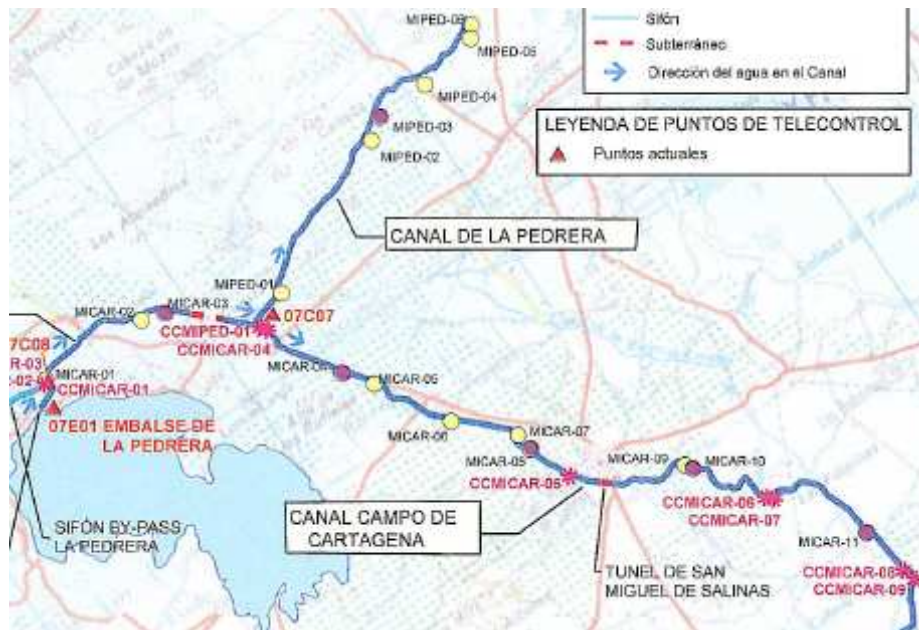 Sifón
Subterráneo
Dirección del agua en el Canal
LEYENDA DE PUNTOS DE TELECONTROL
Puntos actuales
MIPED-06
MIPED-05
MIPED-04
MIPED-03
MIPED-02
CANAL DE LA PEDRERA
MIPED-01
07C07
MICAR-02
MICAR-03
CCMIPED-01
CCMICAR-04
7C08
R-03
MICAR-01
-02
CCMICAR-01
07E01 EMBALSE DE
LA PEDRERA
MICAR-05
MICAR-06
MICAR-07
CCMICAR-05
MICAR-09
MICAR-10
CCMICAR-06
CCMICAR-07
SIFÓN BY-PASS
LA PEDRERA
CANAL CAMPO DE
CARTAGENA
MICAR-11
TUNEL DE SAN
MIGUEL DE SALINAS
CCMICAR-08
CCMICAR-09